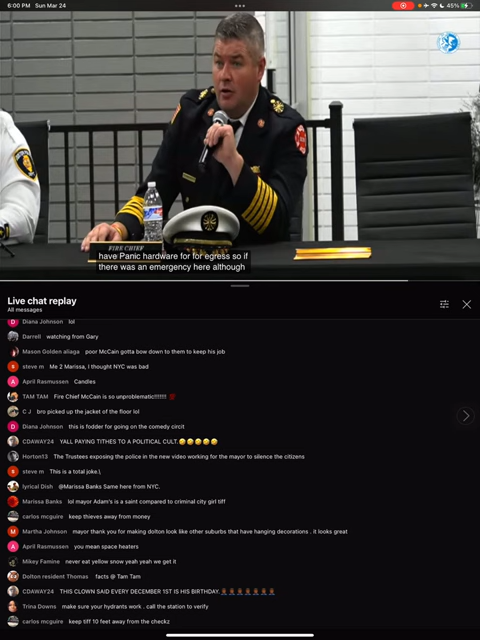 6:00 PM Sun Mar 24
45%
FIRE CHIEF
have Panic hardware for for egress so if
there was an emergency here although
Live chat replay
All messages
D Diana Johnson lol
Darrell watching from Gary
Mason Golden aliaga poor McCain gotta bow down to them to keep his job
s steve m Me 2 Marissa, I thought NYC was bad
A April Rasmussen Candles
TAM TAM Fire Chief McCain is so unproblematic!!!!!!!
C J bro picked up the jacket of the floor lol
D Diana Johnson this is fodder for going on the comedy circit
CDAWAY24 YALL PAYING TITHES TO A POLITICAL CULT.🤣🤣🤣🤣🤣
Horton13 The Trustees exposing the police in the new video working for the mayor to silence the citizens
s steve m This is a total joke.\
lyrical Dish @Marissa Banks Same here from NYC.
Marissa Banks lol mayor Adam's is a saint compared to criminal city girl tiff
carlos mcguire keep thieves away from money
M Martha Johnson mayor thank you for making dolton look like other suburbs that have hanging decorations . it looks great
A April Rasmussen you mean space heaters
Mikey Famine never eat yellow snow yeah yeah we get it
Dolton resident Thomas facts @ Tam Tam
CDAWAY24 THIS CLOWN SAID EVERY DECEMBER 1ST IS HIS BIRTHDAY.
Trina Downs make sure your hydrants work . call the station to verify
carlos mcguire keep tiff 10 feet away from the checkz